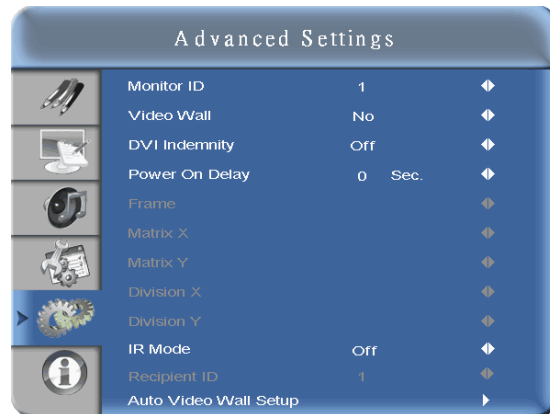 Advanced Settings
Monitor ID 1
Video Wall No
DVI Indemnity Off
Power On Delay 0 Sec.
Frame
Matrix X
Matrix Y
Division X
Division Y
IR Mode Off
Recipient ID 1
Auto Video Wall Setup